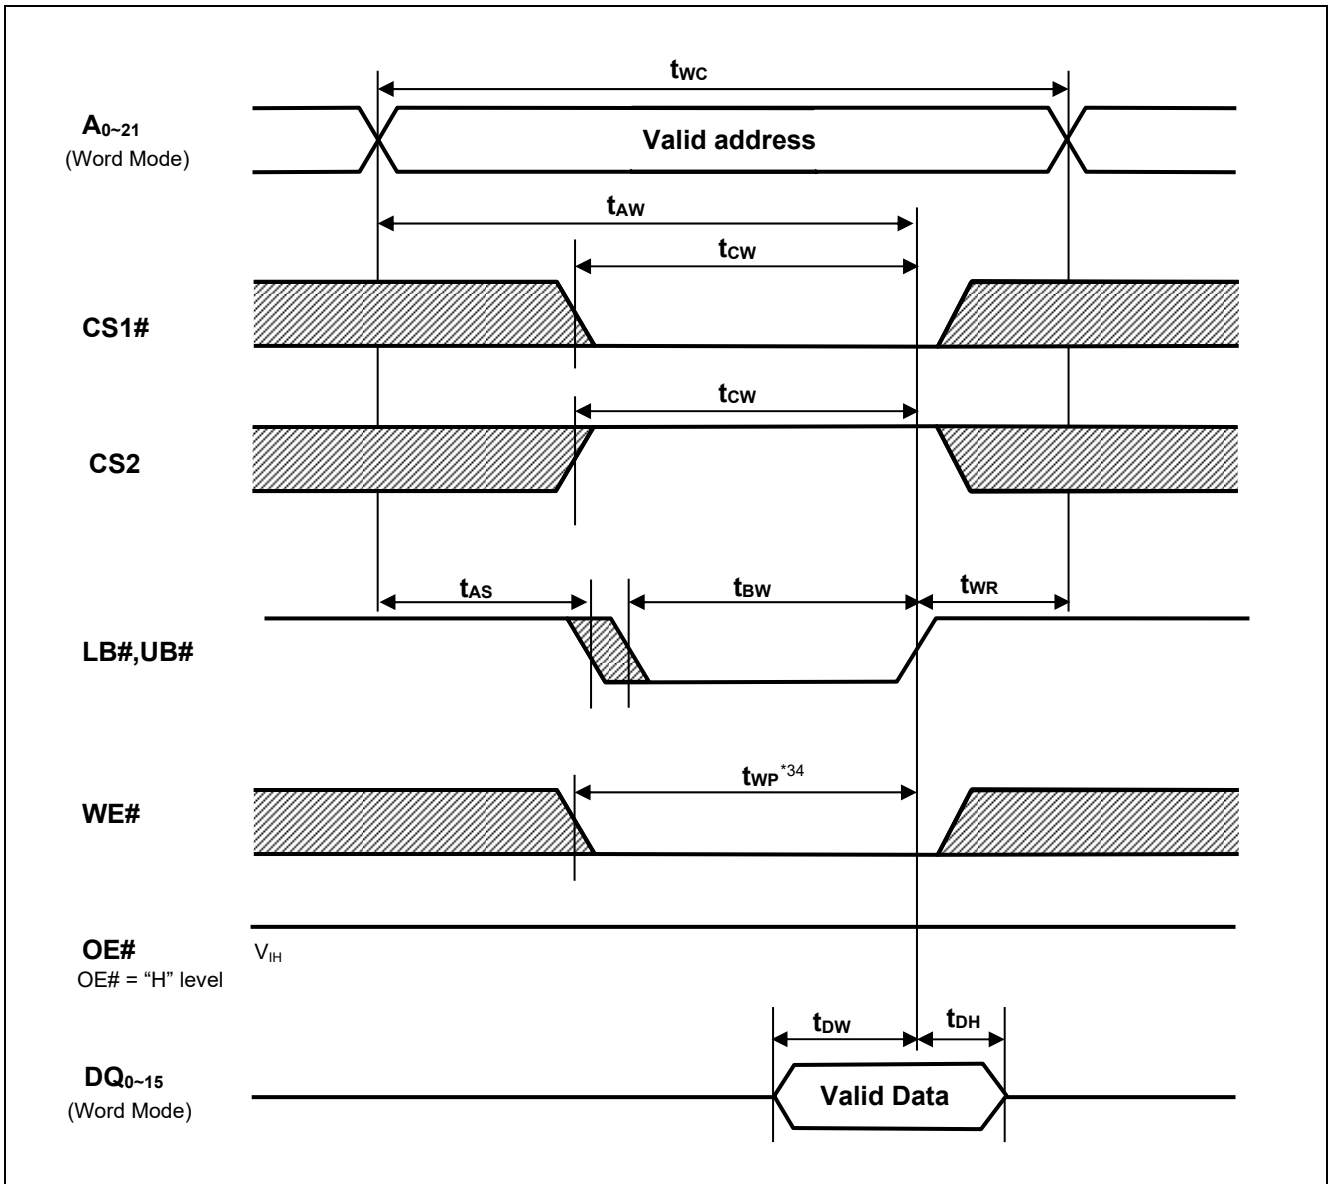 tWC
A0~21
(Word Mode)
Valid address
tAW
tCW
CS1#
tCW
CS2
tAS
tBW
tWR
LB#,UB#
tWP*34
WE#
OE#
OE# = “H” level
VIH
tDW
tDH
DQ0~15
(Word Mode)
Valid Data